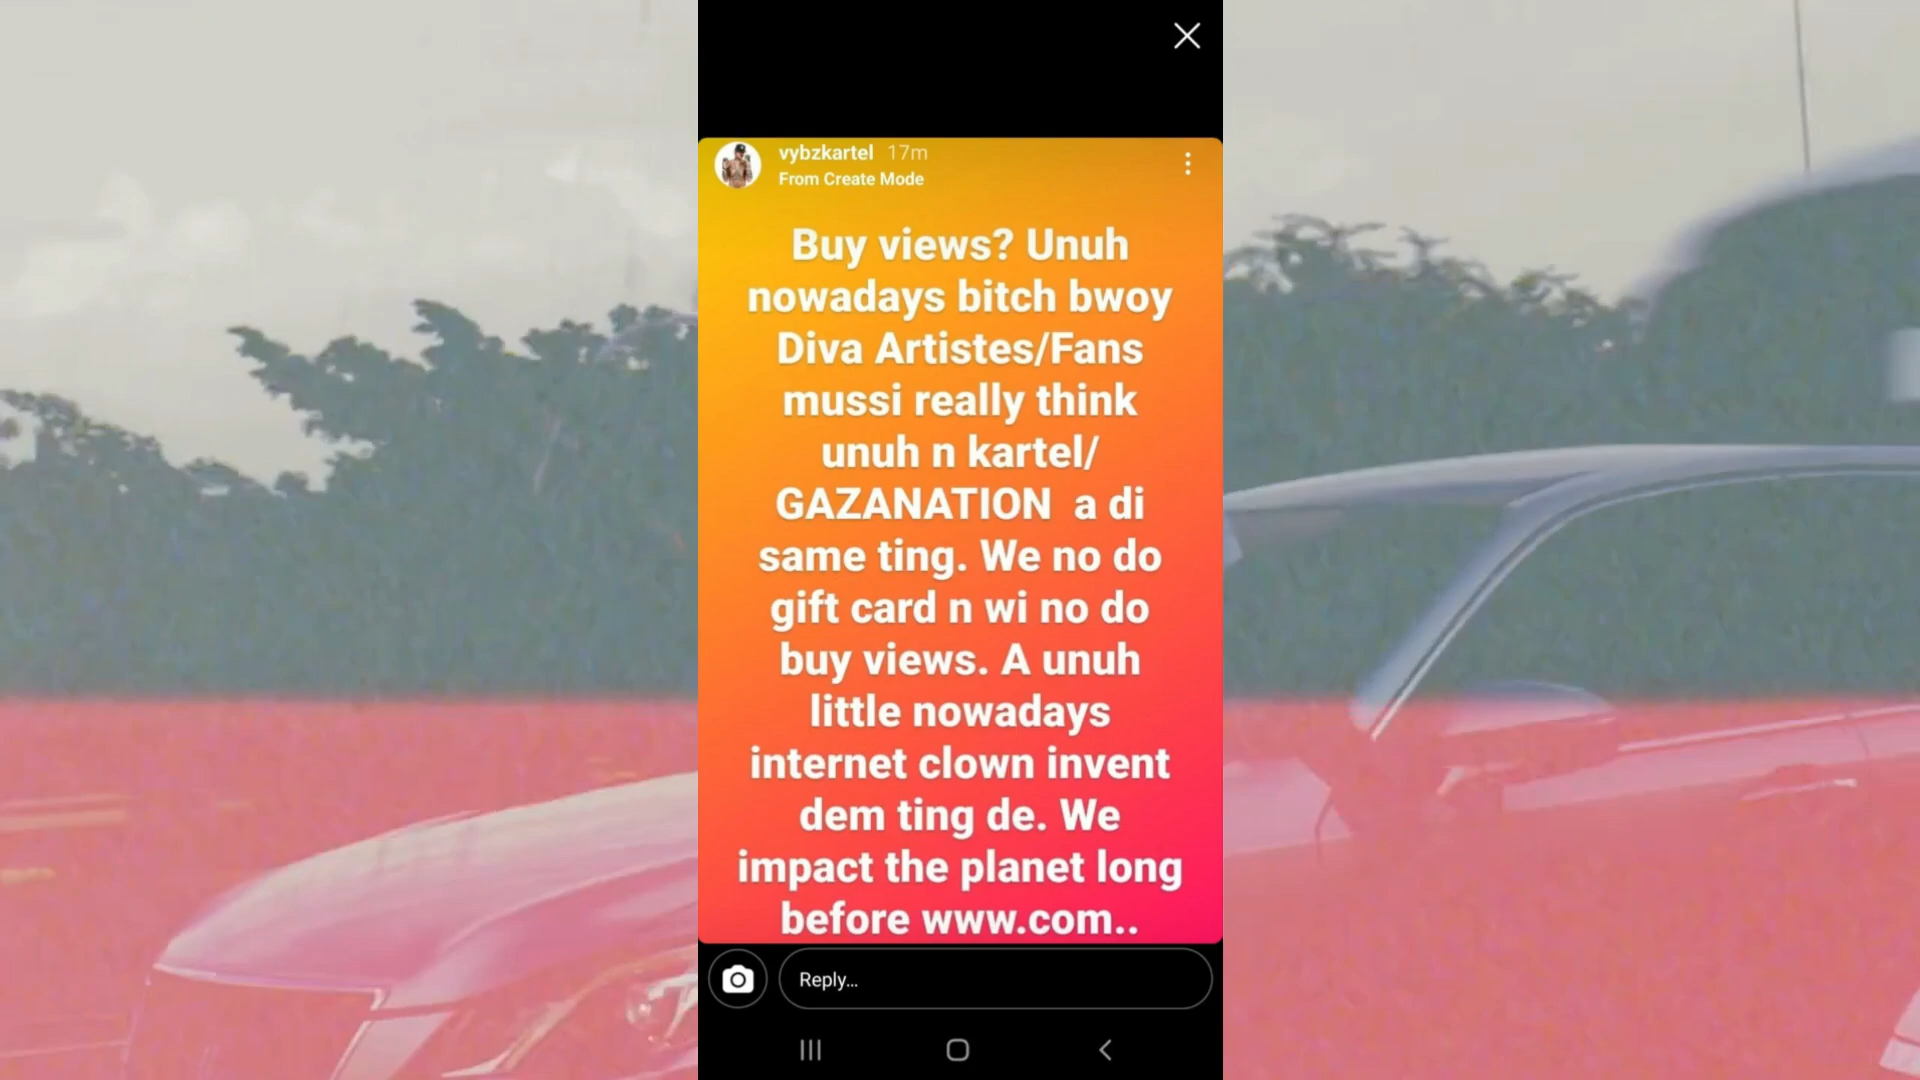 vybzkartel 17m
From Create Mode
Buy views? Unuh
nowadays bitch bwoy
Diva Artistes/Fans
mussi really think
unuh n kartel/
GAZANATION a di
same ting. We no do
gift card n wi no do
buy views. A unuh
little nowadays
internet clown invent
dem ting de. We
impact the planet long
before www.com..
Reply...